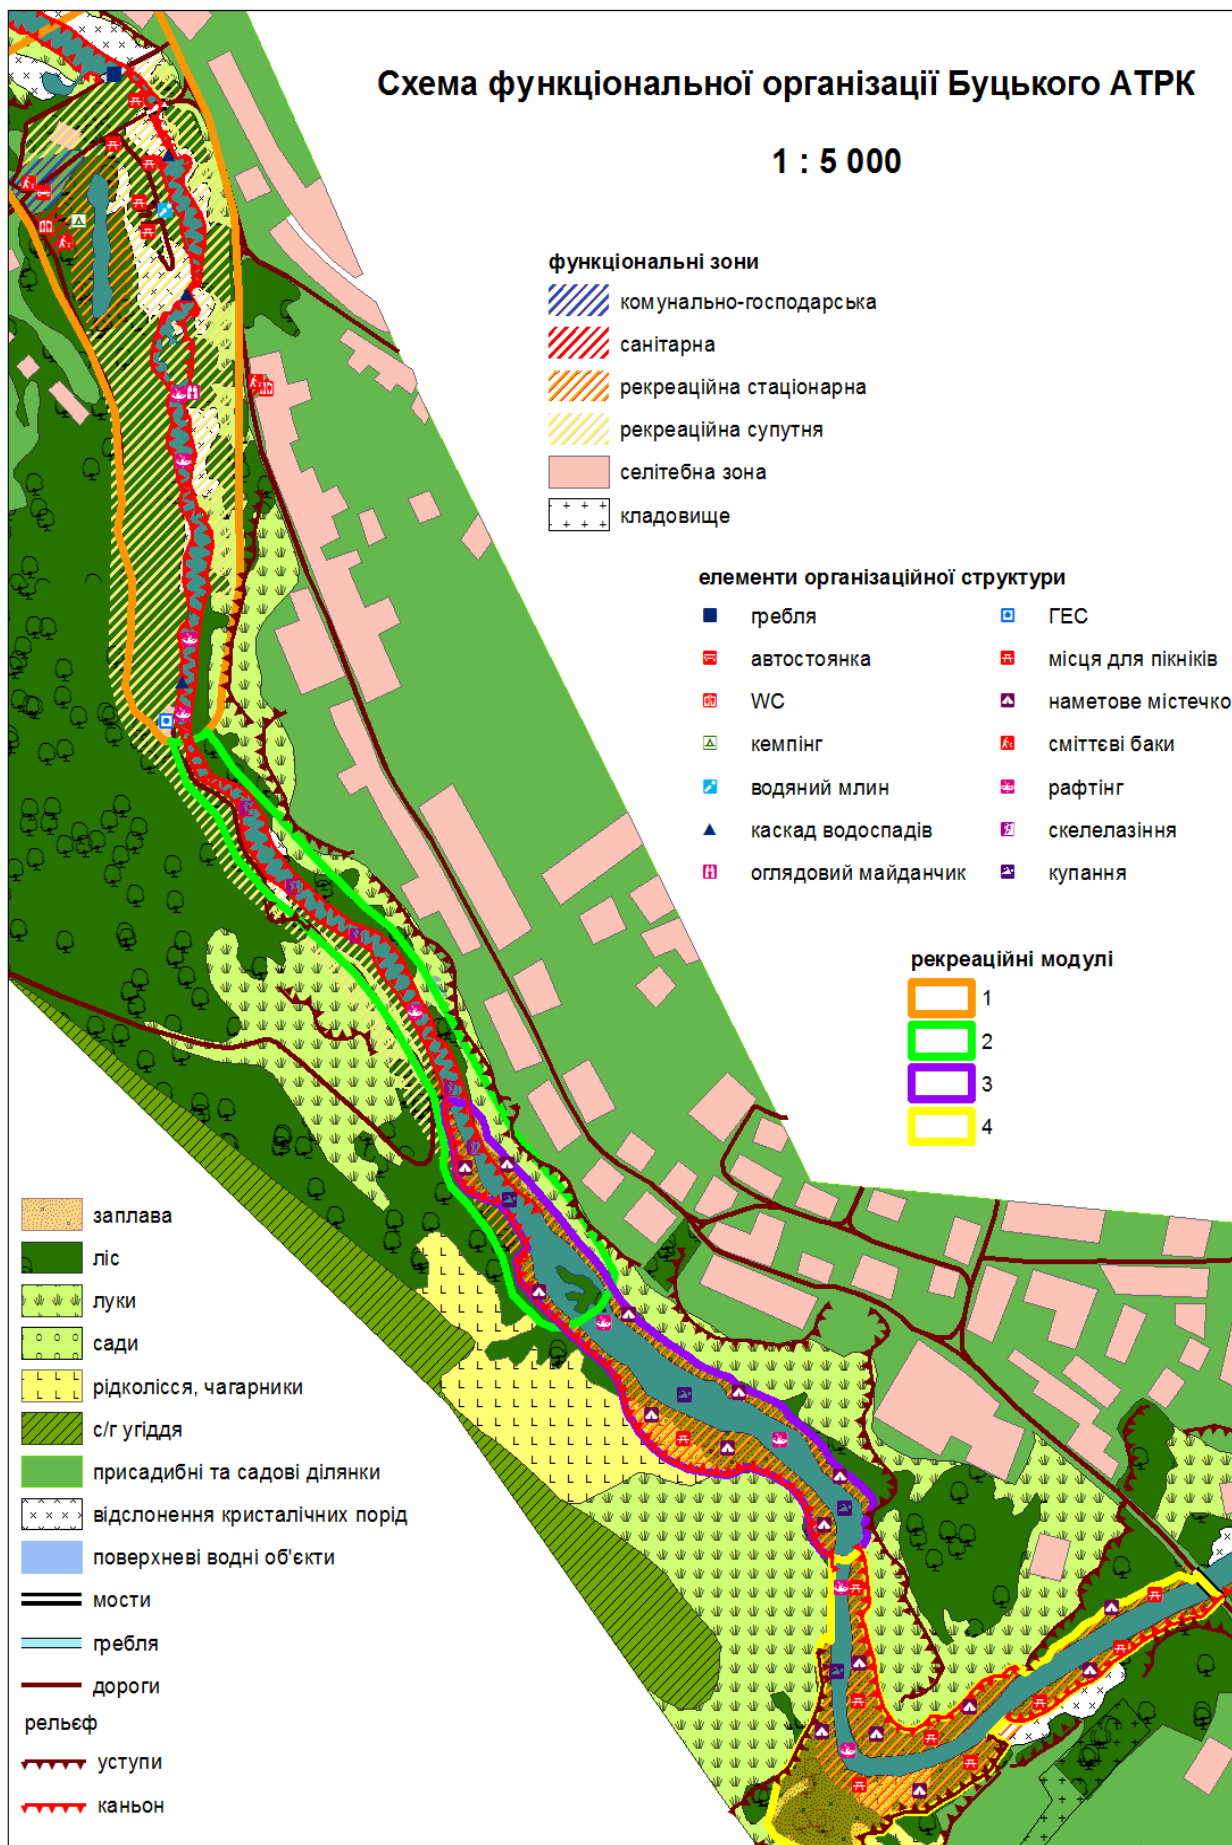 Схема функціональної організації Буцького АТРК
1 : 5 000
функціональні зони
комунально-господарська
санітарна
рекреаційна стаціонарна
рекреаційна супутня
селітебна зона
кладовище
елементи організаційної структури
гребля
ГЕС
автостоянка
місця для пікніків
WC
наметове містечко
кемпінг
сміттєві баки
водяний млин
рафтінг
каскад водоспадів
скелелазіння
оглядовий майданчик
купання
рекреаційні модулі
1
2
3
4
заплава
ліс
луки
сади
рідколісся, чагарники
с/г угіддя
присадибні та садові ділянки
відслонення кристалічних порід
поверхневі водні об'єкти
мости
гребля
дороги
рельєф
уступи
каньон